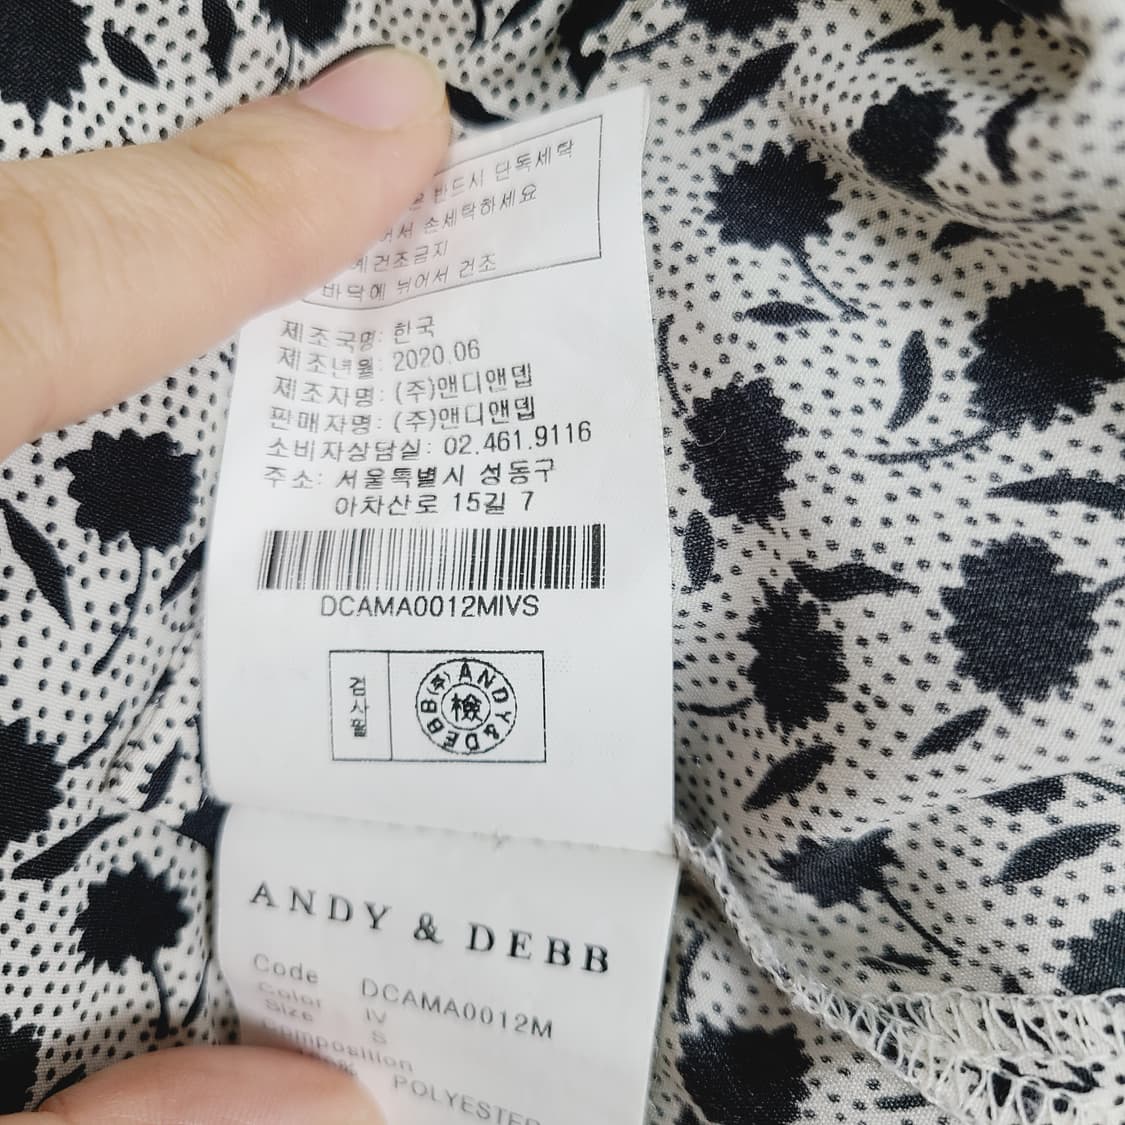 반드시 단독세탁
손세탁하세요
건조금지
바닥에 뉘어서 건조
제조국명: 한국
제조년월: 2020.06
제조자명: (주)앤디앤뎁
판매자명: (주)앤디앤뎁
소비자상담실: 02.461.9116
주소: 서울특별시 성동구
아차산로 15길 7
DCAMA0012MIVS
검사필
(주)ANDY&DEBB
檢
ANDY & DEBB
Code DCAMA0012M
Color IV
Size S
POLYESTER